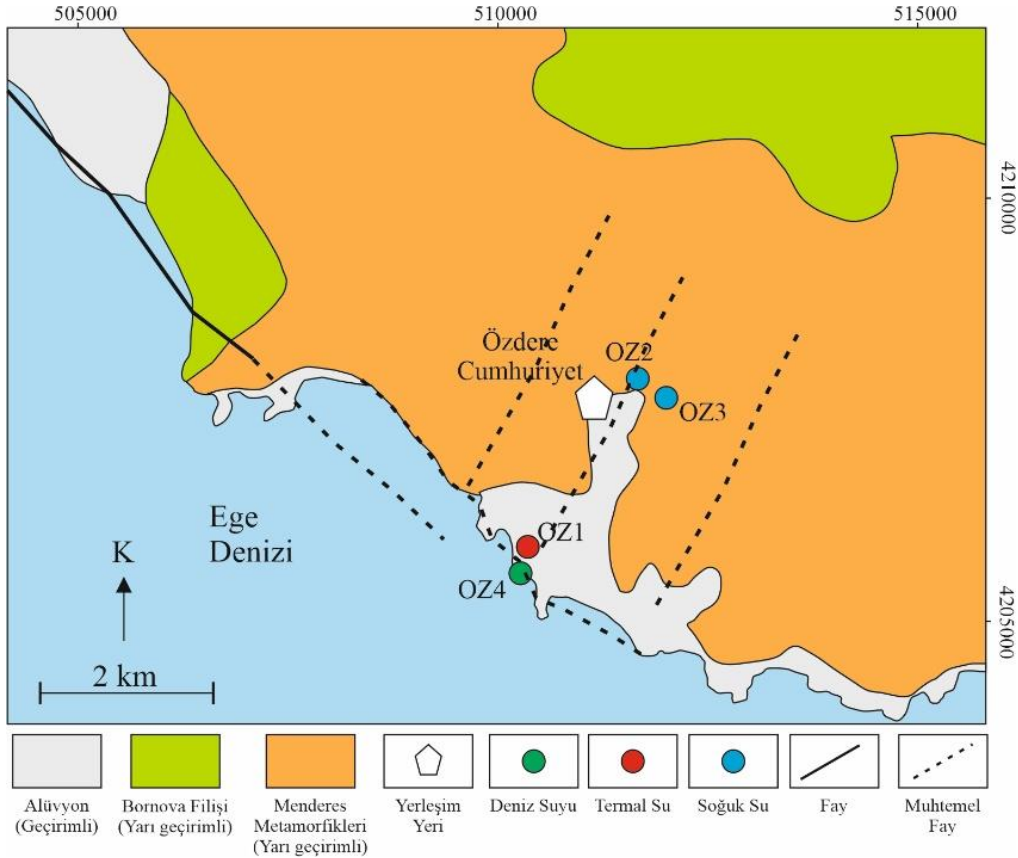 505000
510000
515000
4210000
Özdere
Cumhuriyet
OZ2
OZ3
Ege
Denizi
OZ1
K
OZ4
4205000
2 km
Alüvyon
(Geçirimli)
Bornova Filişi
(Yarı geçirimli)
Menderes
Metamorfikleri
(Yarı geçirimli)
Yerleşim
Yeri
Deniz Suyu
Termal Su
Soğuk Su
Fay
Muhtemel
Fay